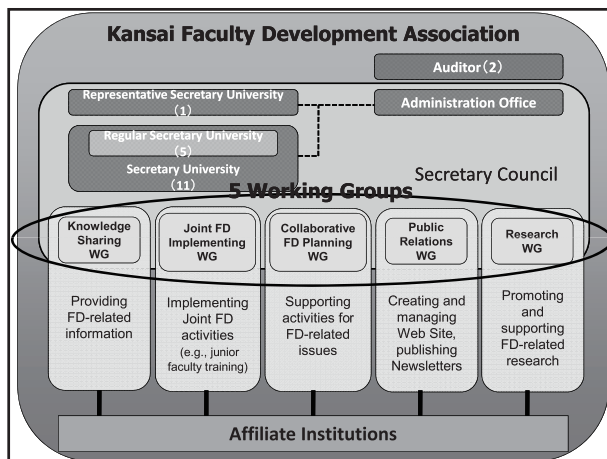 Kansai Faculty Development Association
Auditor（2）
Representative Secretary University
（1）
Administration Office
Regular Secretary University
（5）
Secretary University
（11）
Secretary Council
5 Working Groups
Knowledge
Sharing
WG
Joint FD
Implementing
WG
Collaborative
FD Planning
WG
Public
Relations
WG
Research
WG
Providing
FD-related
information
Implementing
Joint FD
activities
(e.g., junior
faculty training)
Supporting
activities for
FD-related
issues
Creating and
managing
Web Site,
publishing
Newsletters
Promoting
and
supporting
FD-related
research
Affiliate Institutions